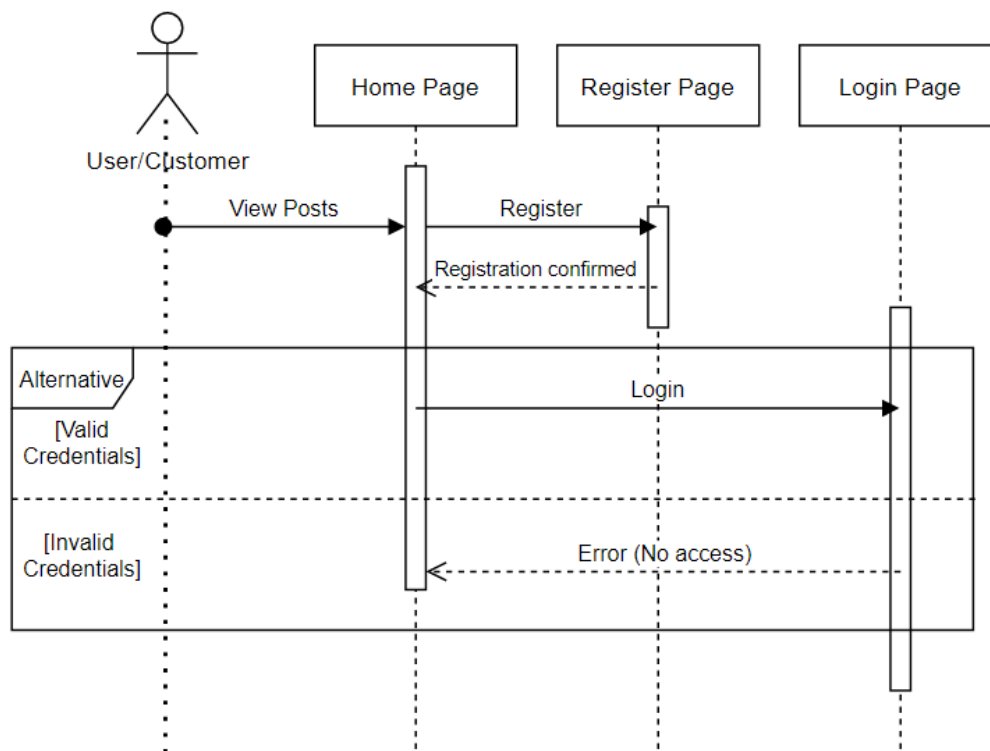 Home Page
Register Page
Login Page
User/Customer
View Posts
Register
Registration confirmed
Alternative
Login
[Valid
Credentials]
[Invalid
Credentials]
Error (No access)